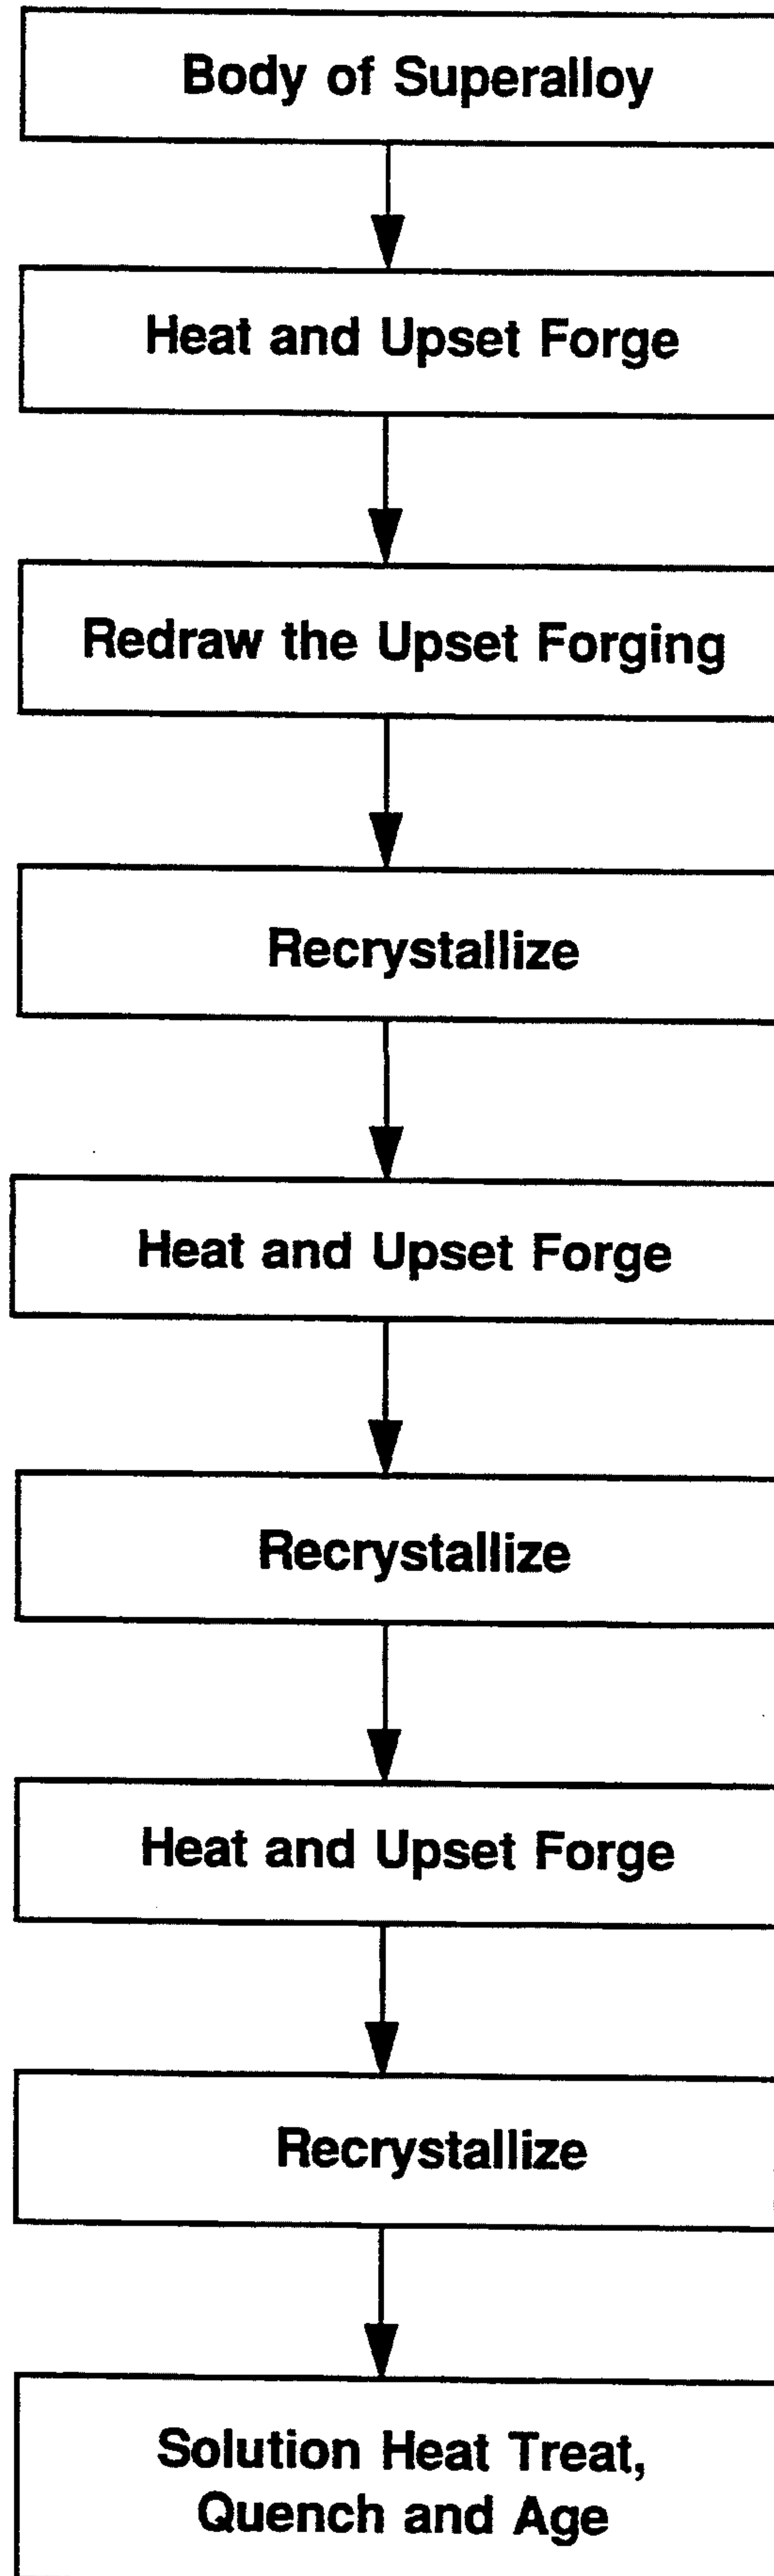 Body of Superalloy
Heat and Upset Forge
Redraw the Upset Forging
Recrystallize
Heat and Upset Forge
Recrystallize
Heat and Upset Forge
Recrystallize
Solution Heat Treat,
Quench and Age